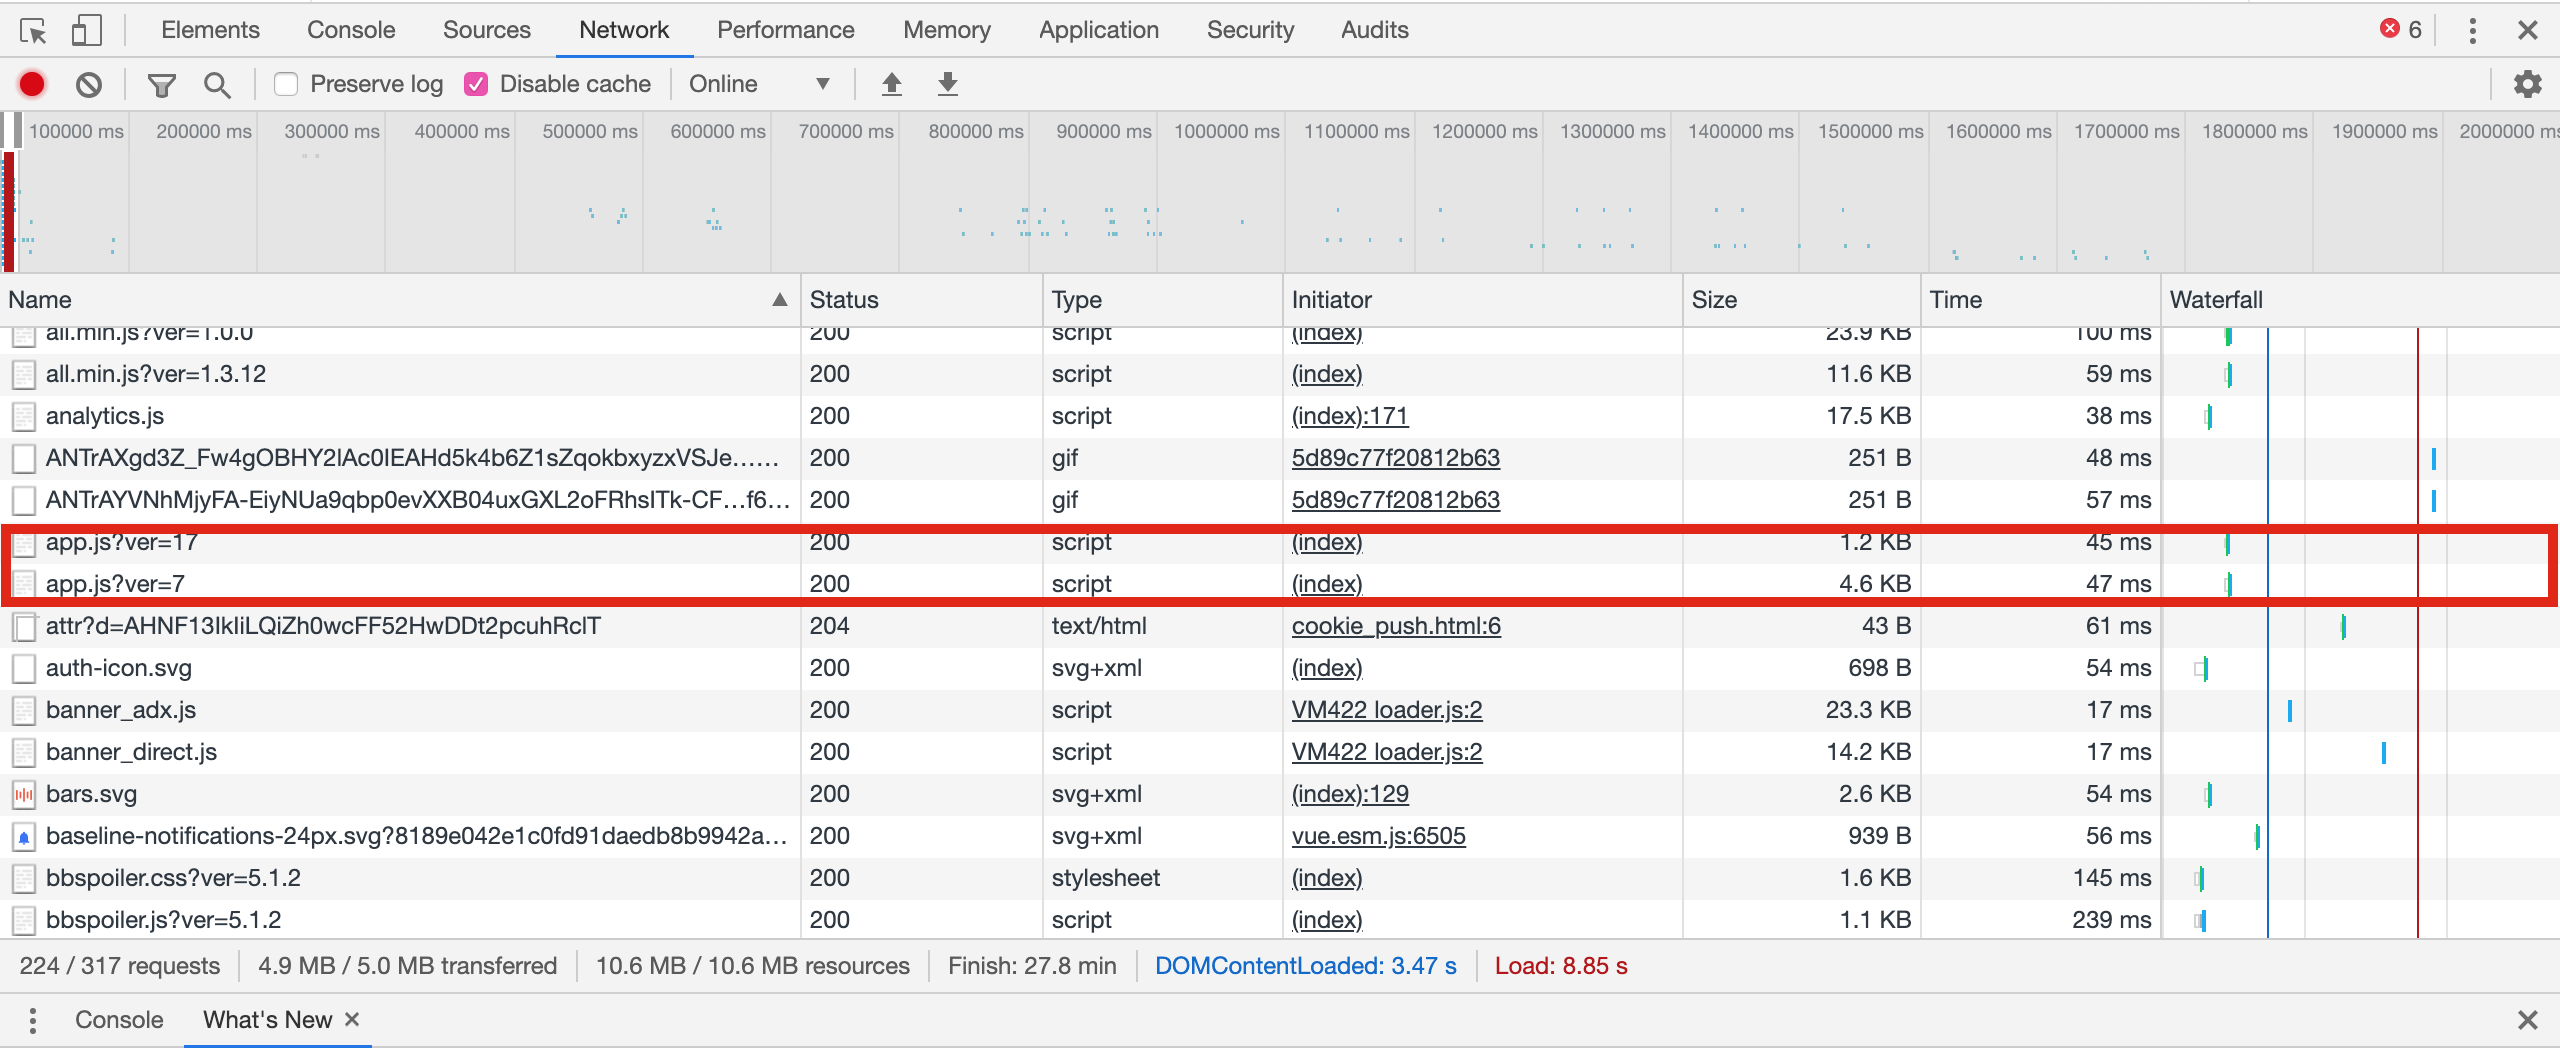 Elements Console Sources Network Performance Memory Application Security Audits 6
Preserve log Disable cache Online
100000 ms 200000 ms 300000 ms 400000 ms 500000 ms 600000 ms 700000 ms 800000 ms 900000 ms 1000000 ms 1100000 ms 1200000 ms 1300000 ms 1400000 ms 1500000 ms 1600000 ms 1700000 ms 1800000 ms 1900000 ms 2000000 ms
Name Status Type Initiator Size Time Waterfall
all.min.js?ver=1.0.0 200 script (index) 23.9 KB 100 ms
all.min.js?ver=1.3.12 200 script (index) 11.6 KB 59 ms
analytics.js 200 script (index):171 17.5 KB 38 ms
ANTrAXgd3Z_Fw4gOBHY2lAc0IEAHd5k4b6Z1sZqokbxyzxVSJe…... 200 gif 5d89c77f20812b63 251 B 48 ms
ANTrAYVNhMjyFA-EiyNUa9qbp0evXXB04uxGXL2oFRhsITk-CF…f6... 200 gif 5d89c77f20812b63 251 B 57 ms
app.js?ver=17 200 script (index) 1.2 KB 45 ms
app.js?ver=7 200 script (index) 4.6 KB 47 ms
attr?d=AHNF13IkIiLQiZh0wcFF52HwDDt2pcuhRclT 204 text/html cookie_push.html:6 43 B 61 ms
auth-icon.svg 200 svg+xml (index) 698 B 54 ms
banner_adx.js 200 script VM422 loader.js:2 23.3 KB 17 ms
banner_direct.js 200 script VM422 loader.js:2 14.2 KB 17 ms
bars.svg 200 svg+xml (index):129 2.6 KB 54 ms
baseline-notifications-24px.svg?8189e042e1c0fd91daedb8b9942a... 200 svg+xml vue.esm.js:6505 939 B 56 ms
bbspoiler.css?ver=5.1.2 200 stylesheet (index) 1.6 KB 145 ms
bbspoiler.js?ver=5.1.2 200 script (index) 1.1 KB 239 ms
224 / 317 requests 4.9 MB / 5.0 MB transferred 10.6 MB / 10.6 MB resources Finish: 27.8 min DOMContentLoaded: 3.47 s Load: 8.85 s
Console What's New